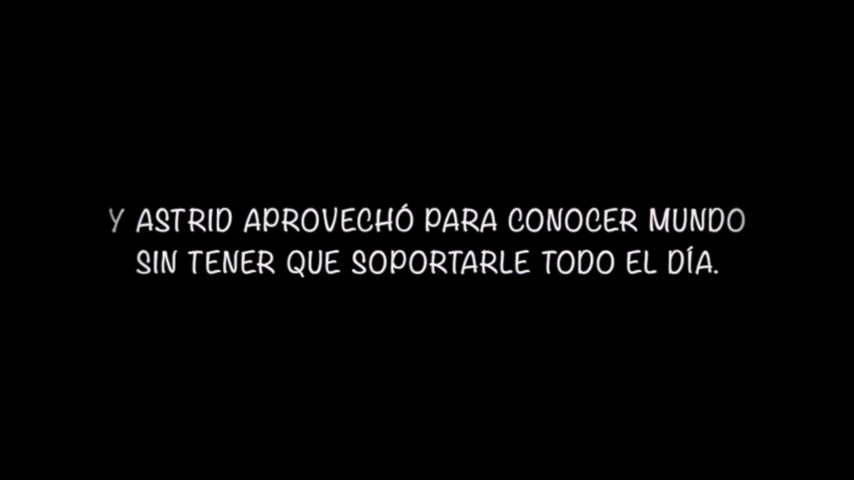 Y ASTRID APROVECHÓ PARA CONOCER MUNDO
SIN TENER QUE SOPORTARLE TODO EL DÍA.